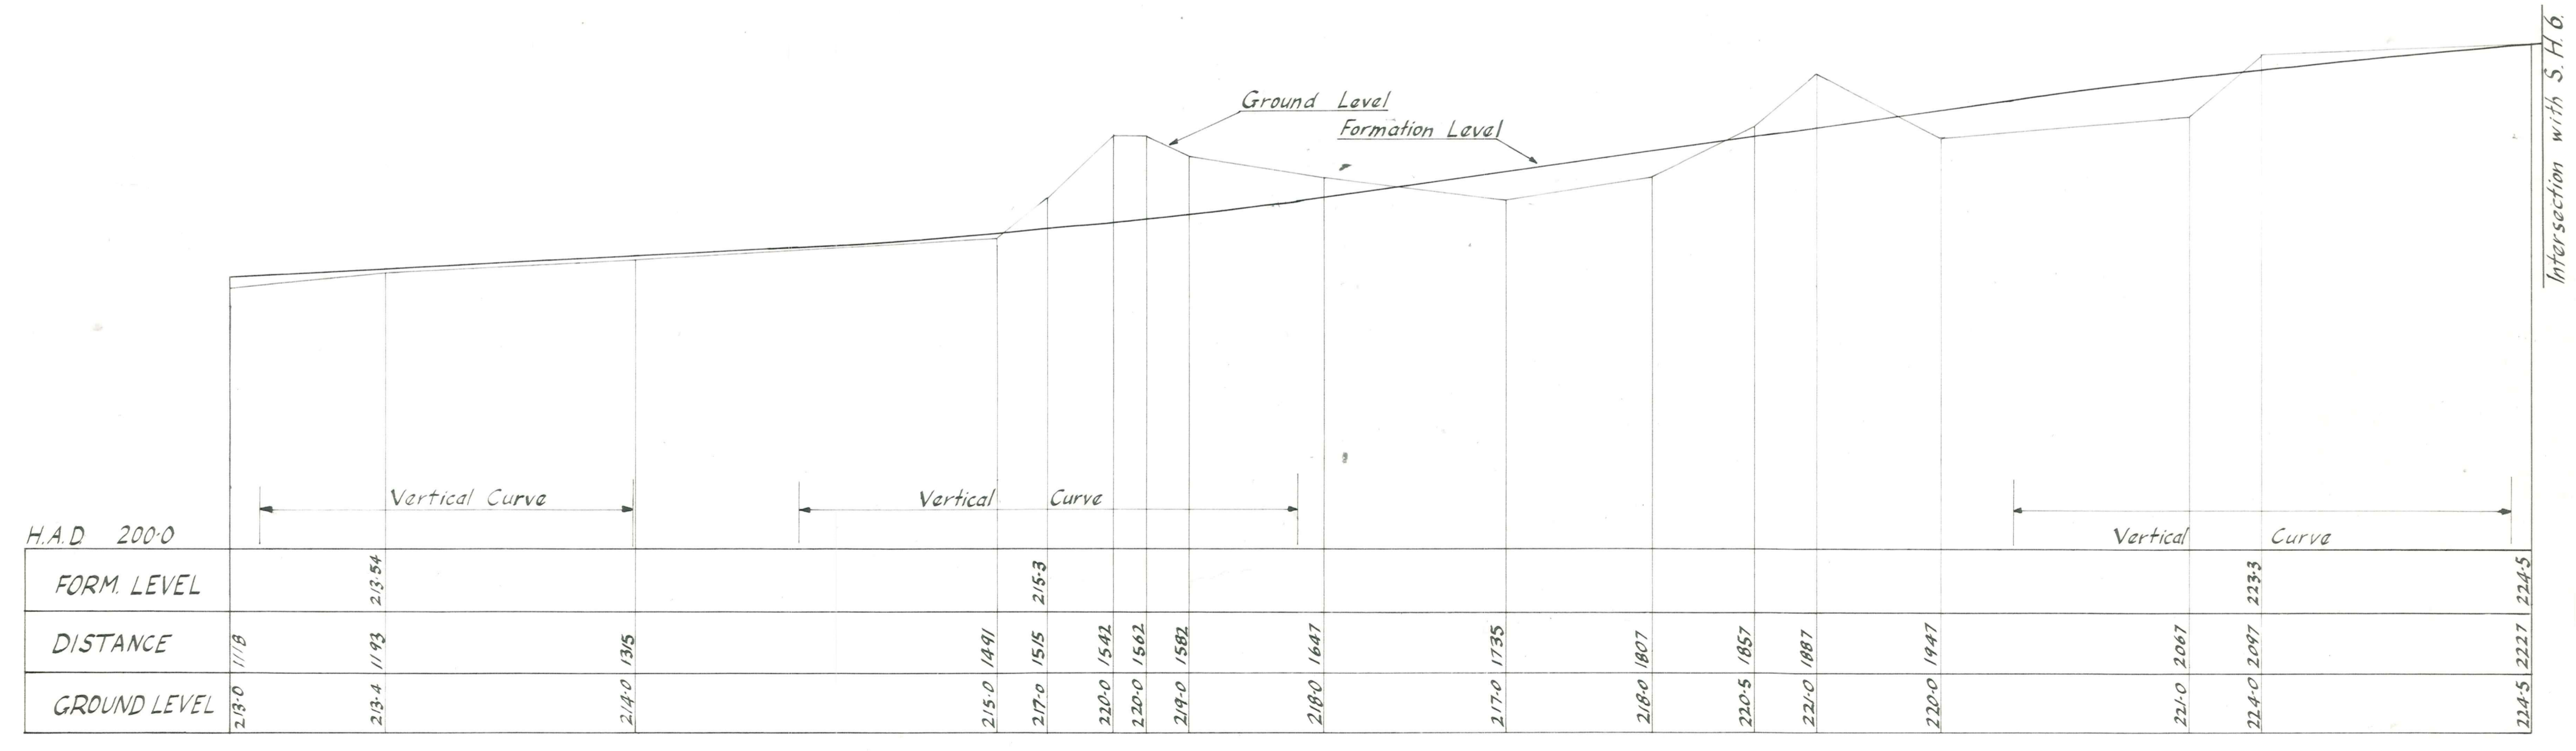 Intersection with S.H.6.
Ground Level
Formation Level
Vertical Curve
Vertical Curve
Vertical Curve
H.A.D 200·0
FORM. LEVEL 213·54 215·3 223·3 224·5
DISTANCE 1118 1193 1315 1491 1515 1542 1562 1582 1647 1735 1807 1857 1887 1947 2067 2097 2227
GROUND LEVEL 213·0 213·4 214·0 215·0 217·0 220·0 220·0 219·0 218·0 217·0 218·0 220·5 221·0 220·0 221·0 224·0 224·5